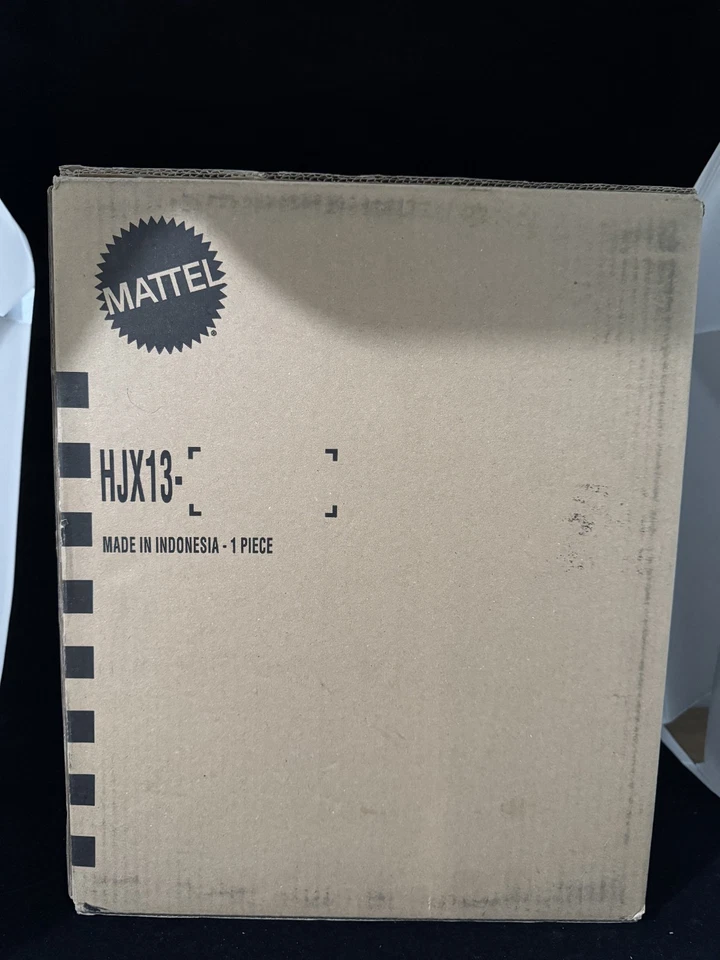 MATTEL
®
HJX13-
MADE IN INDONESIA - 1 PIECE